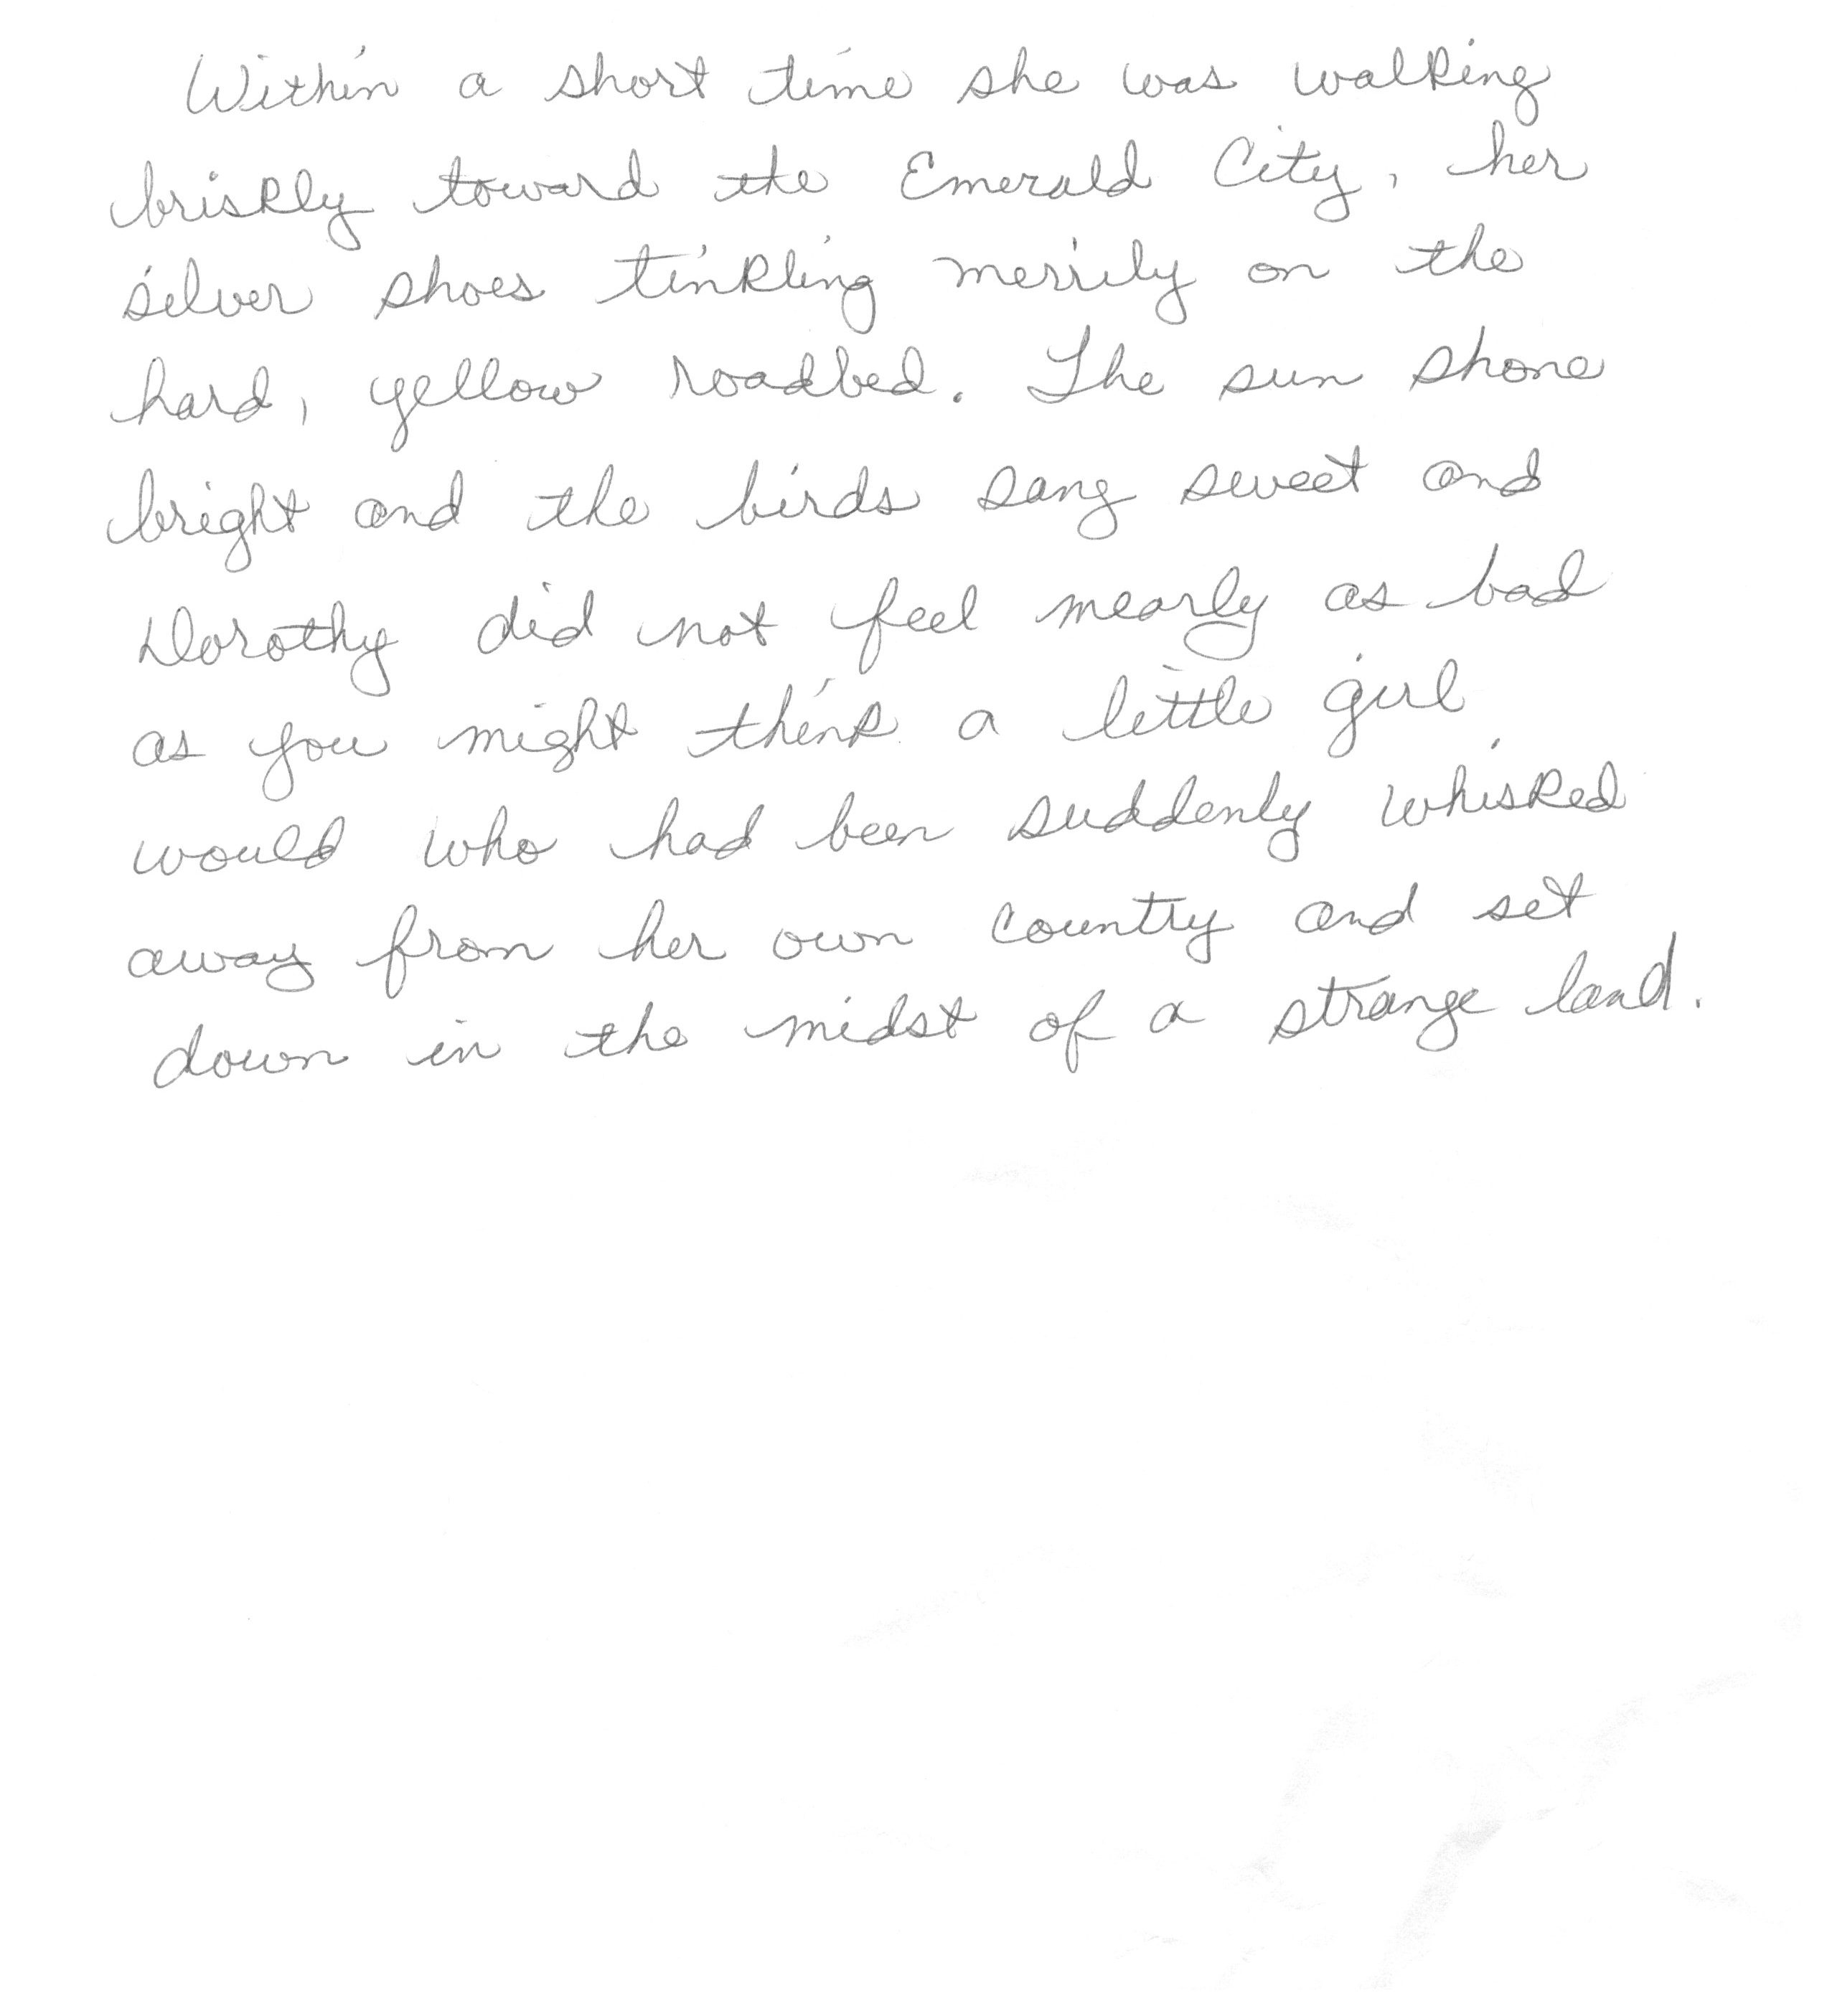 Within a short time she was walking
briskly toward the Emerald City, her
silver shoes tinkling merrily on the
hard, yellow roadbed. The sun shone
bright and the birds sang sweet and
Dorothy did not feel nearly as bad
as you might think a little girl
would who had been suddenly whisked
away from her own country and set
down in the midst of a strange land.